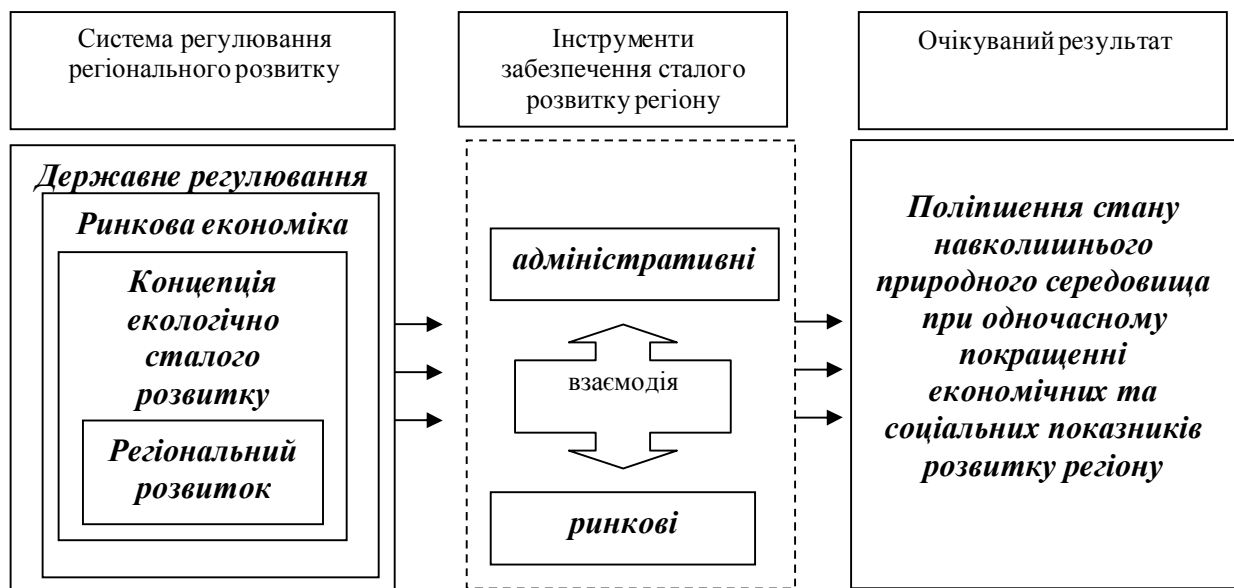 Система регулювання
регіонального розвитку
Інструменти
забезпечення сталого
розвитку регіону
Очікуваний результат
Державне регулювання
Ринкова економіка
Концепція
екологічно
сталого
розвитку
Регіональний
розвиток
адміністративні
взаємодія
ринкові
Поліпшення стану
навколишнього
природного середовища
при одночасному
покращенні
економічних та
соціальних показників
розвитку регіону